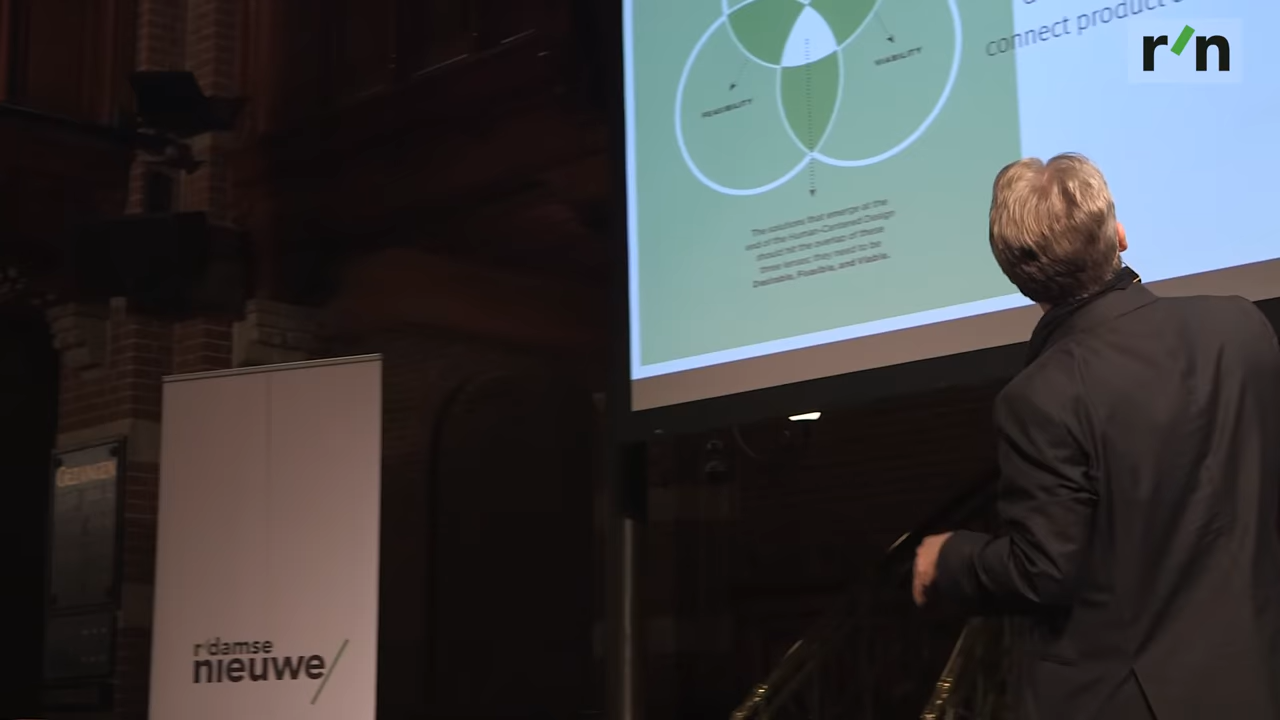 connect product
r/n
VIABILITY
FEASIBILITY
The solutions that emerge at the
end of the Human-Centered Design
should hit the overlap of these
three lenses; they need to be
Desirable, Feasible, and Viable.
r'damse
nieuwe/